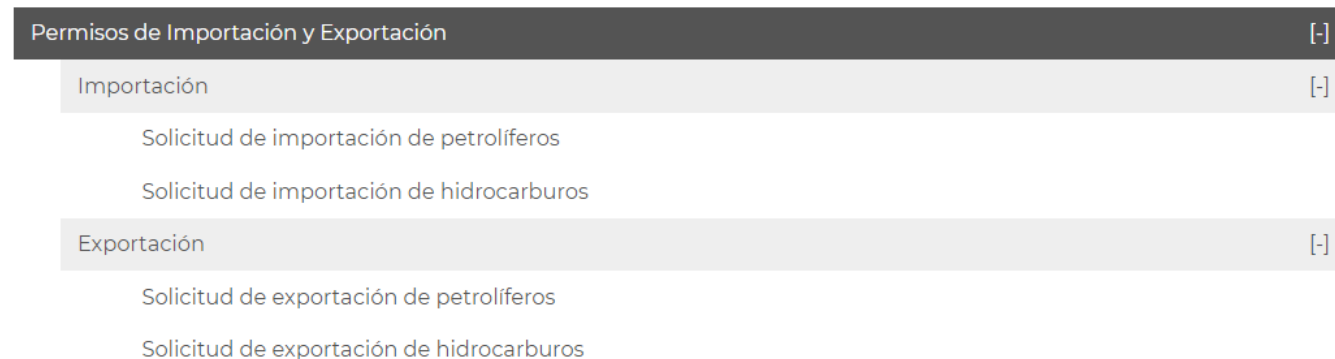 Permisos de Importación y Exportación [-]
Importación [-]
Solicitud de importación de petrolíferos
Solicitud de importación de hidrocarburos
Exportación [-]
Solicitud de exportación de petrolíferos
Solicitud de exportación de hidrocarburos